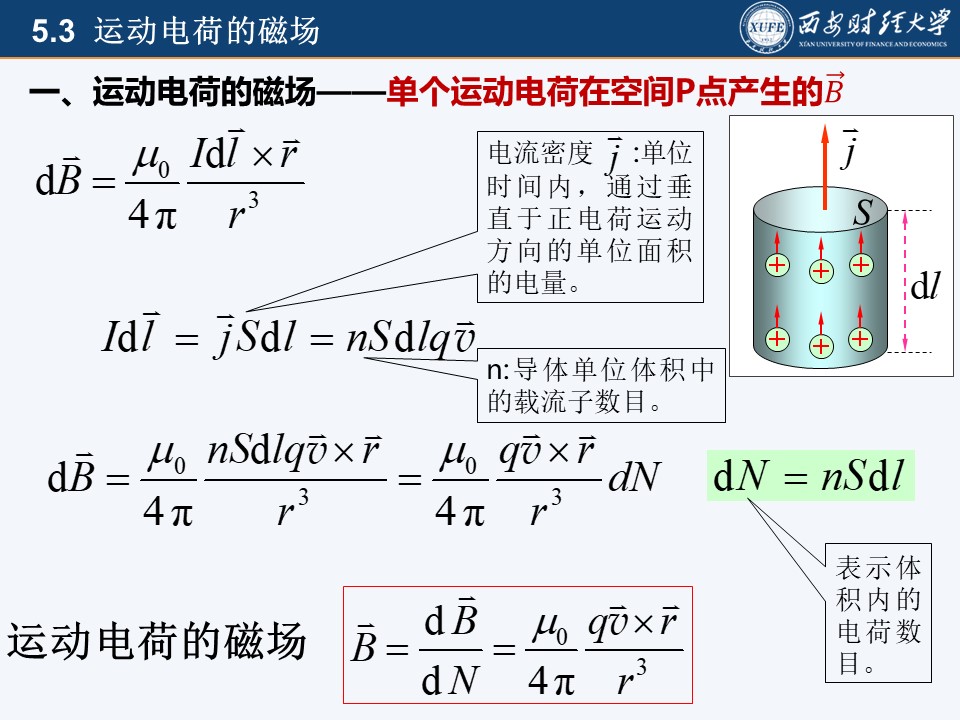 5.3 运动电荷的磁场
XUFE 西安财经大学
XI'AN UNIVERSITY OF FINANCE AND ECONOMICS
一、运动电荷的磁场——单个运动电荷在空间P点产生的$\vec{B}$
$\mathrm{d}\vec{B} = \frac{\mu_0}{4\pi} \frac{I\mathrm{d}\vec{l} \times \vec{r}}{r^3}$
电流密度 $\vec{j}$ :单位
时间内，通过垂
直于正电荷运动
方向的单位面积
的电量。
$\vec{j}$
S
+ + +
dl
+ + +
$I\mathrm{d}\vec{l} = \vec{j}S\mathrm{d}l = nS\mathrm{d}lq\vec{v}$
n:导体单位体积中
的载流子数目。
$\mathrm{d}\vec{B} = \frac{\mu_0}{4\pi} \frac{nS\mathrm{d}lq\vec{v} \times \vec{r}}{r^3} = \frac{\mu_0}{4\pi} \frac{q\vec{v} \times \vec{r}}{r^3} dN$
$\mathrm{d}N = nS\mathrm{d}l$
表示体
积内的
电荷数
目。
运动电荷的磁场
$\vec{B} = \frac{\mathrm{d}\vec{B}}{\mathrm{d}N} = \frac{\mu_0}{4\pi} \frac{q\vec{v} \times \vec{r}}{r^3}$